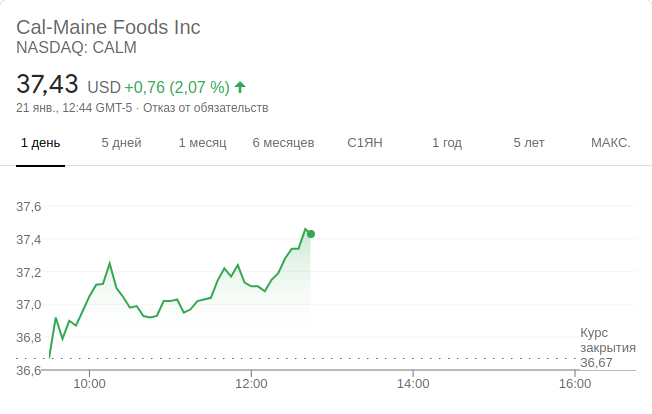 Cal-Maine Foods Inc
NASDAQ: CALM
37,43 USD +0,76 (2,07 %)
21 янв., 12:44 GMT-5 · Отказ от обязательств
1 день 5 дней 1 месяц 6 месяцев С1ЯН 1 год 5 лет МАКС.
37,6
37,4
37,2
37,0
36,8
36,6
Курс
закрытия
36,67
10:00 12:00 14:00 16:00